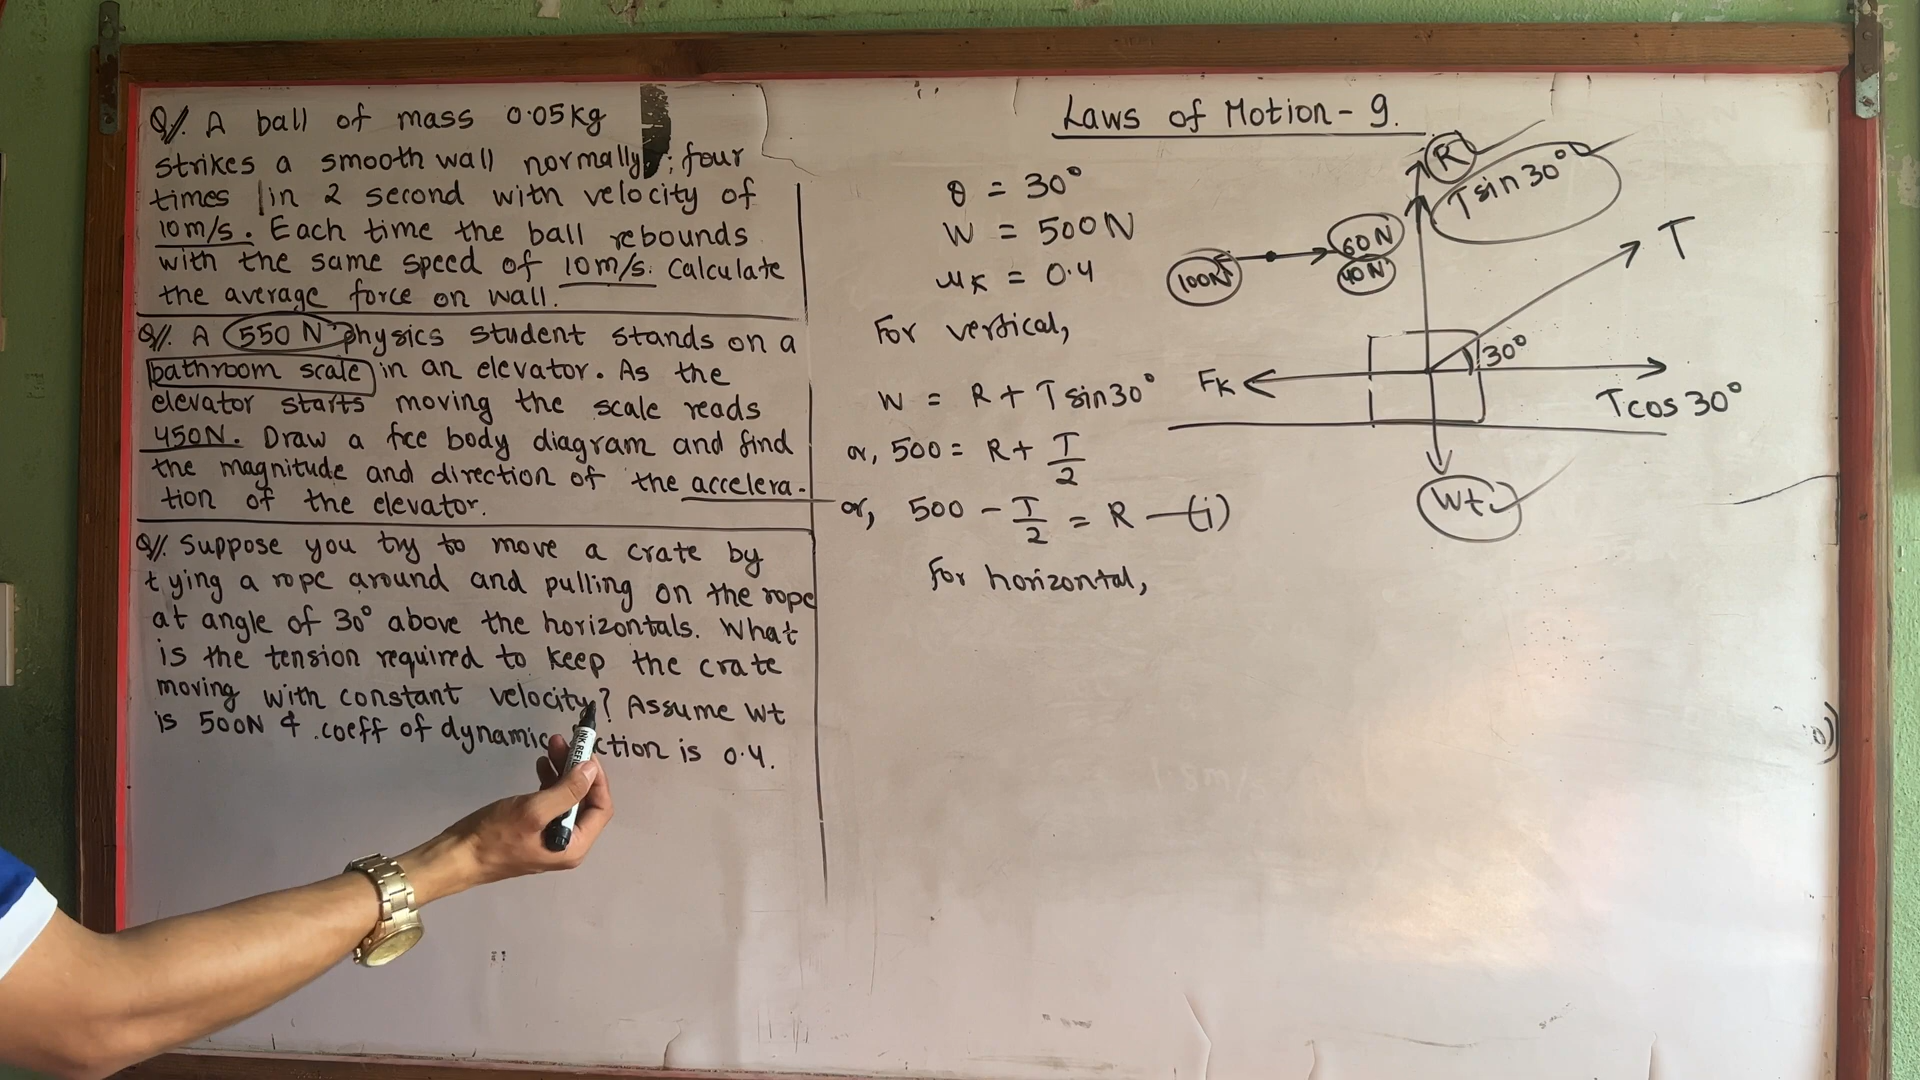 Q//. A ball of mass 0.05kg
strikes a smooth wall normally; four
times in 2 second with velocity of
10m/s. Each time the ball rebounds
with the same speed of 10m/s. Calculate
the average force on wall.
Q//. A 550 N physics student stands on a
bathroom scale in an elevator. As the
elevator starts moving the scale reads
450N. Draw a fee body diagram and find
the magnitude and direction of the accelera-
tion of the elevator.
Q//. Suppose you try to move a crate by
tying a rope around and pulling on the rope
at angle of 30° above the horizontals. What
is the tension required to keep the crate
moving with constant velocity? Assume wt
is 500N & .coeff of dynamic ction is 0.4.
Laws of Motion - 9.
θ = 30°
W = 500N
μK = 0.4
For vertical,
W = R + T sin30°
or, 500 = R + T/2
or, 500 - T/2 = R —(i)
For horizontal,
R
T sin 30°
60N
100N
40N
T
30°
FK
T cos 30°
Wt